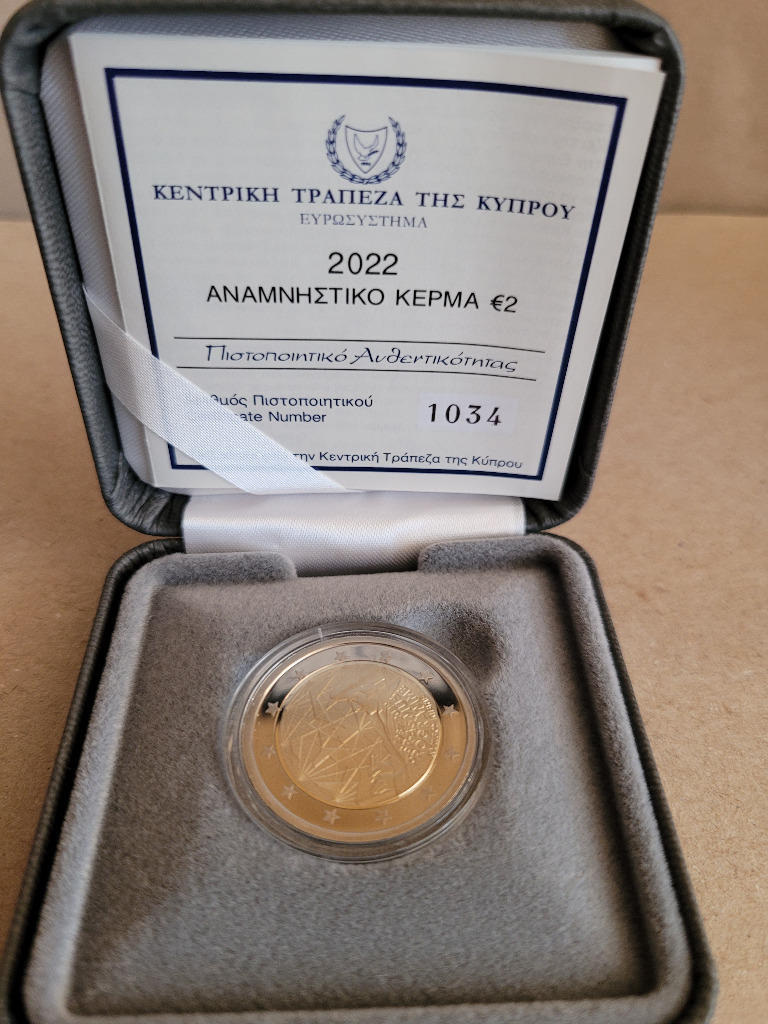 ΚΕΝΤΡΙΚΗ ΤΡΑΠΕΖΑ ΤΗΣ ΚΥΠΡΟΥ
ΕΥΡΩΣΥΣΤΗΜΑ
2022
ΑΝΑΜΝΗΣΤΙΚΟ ΚΕΡΜΑ €2
Πιστοποιητικό Αυθεντικότητας
Πιστοποιητικού
Number
1034
την Κεντρική Τράπεζα της Κύπρου